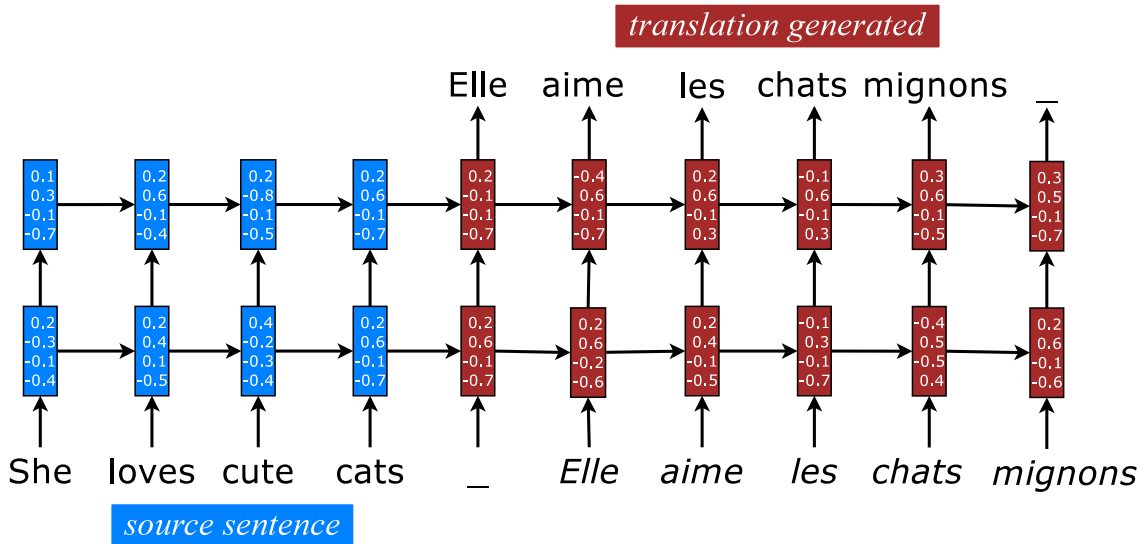 translation generated
Elle aime les chats mignons _
0.1 0.2 0.2 0.2 0.2 -0.4 0.2 -0.1 0.3 0.3
0.3 0.6 -0.8 0.6 -0.1 0.6 0.6 0.6 0.6 0.5
-0.1 -0.1 -0.1 -0.1 -0.1 -0.1 -0.1 -0.1 -0.1 -0.1
-0.7 -0.4 -0.5 -0.7 -0.7 -0.7 0.3 0.3 -0.5 -0.7
0.2 0.2 0.4 0.2 0.2 0.2 0.2 -0.1 -0.4 0.2
-0.3 0.4 -0.2 0.6 0.6 0.6 0.4 0.3 0.5 0.6
-0.1 0.1 -0.3 -0.1 -0.1 -0.2 -0.1 -0.1 -0.5 -0.1
-0.4 -0.5 -0.4 -0.7 -0.7 -0.6 -0.5 -0.7 0.4 -0.6
She loves cute cats _ Elle aime les chats mignons
source sentence